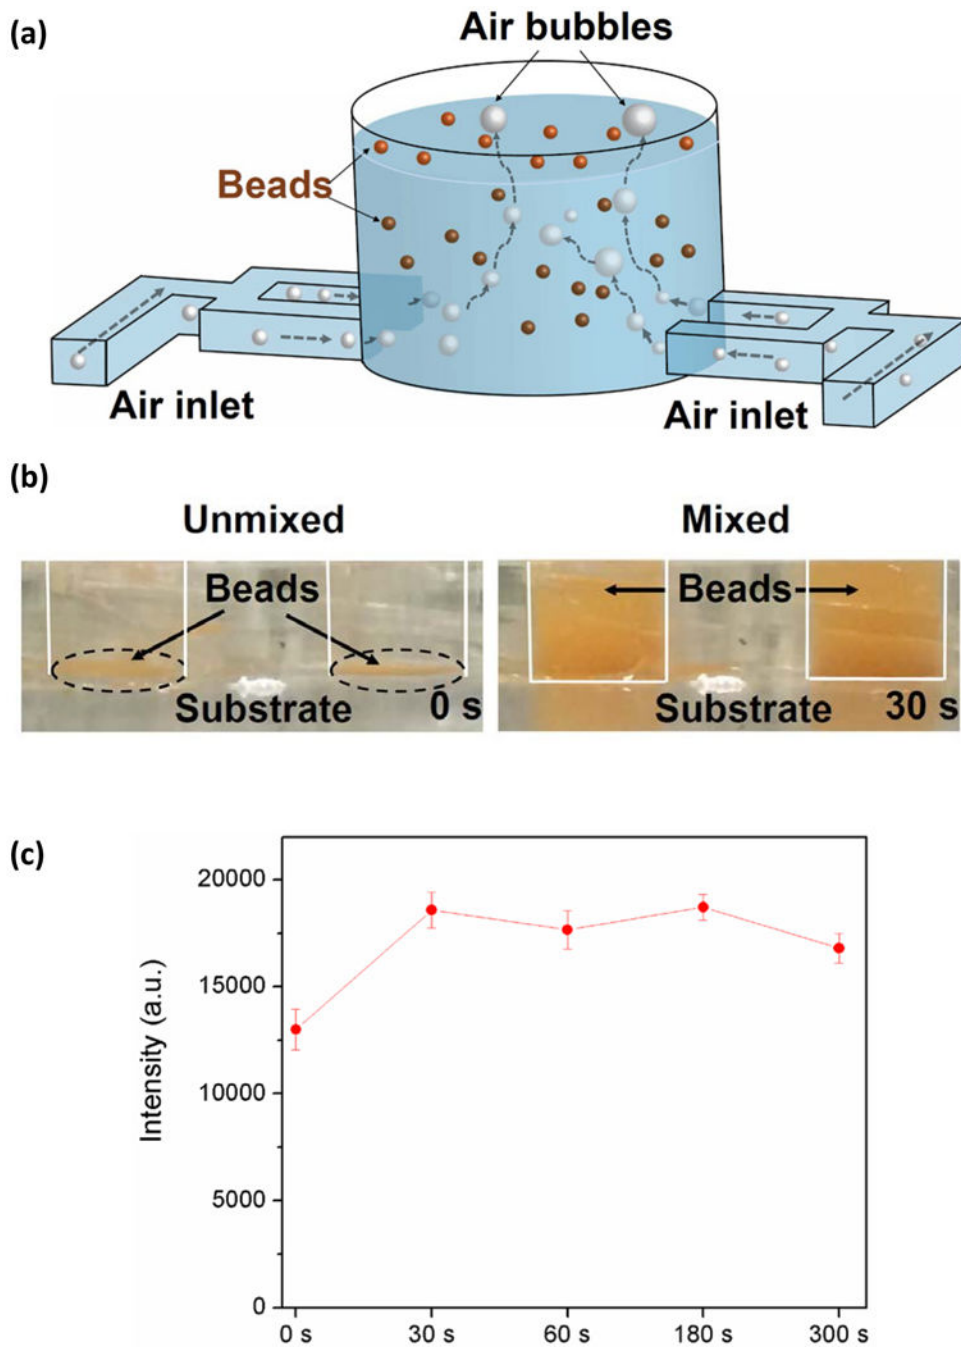 (a)
Air bubbles
Beads
Air inlet
Air inlet
(b)
Unmixed
Mixed
Beads
Beads
Substrate
0 s
Substrate
30 s
(c)
20000
15000
10000
5000
0
Intensity (a.u.)
0 s
30 s
60 s
180 s
300 s